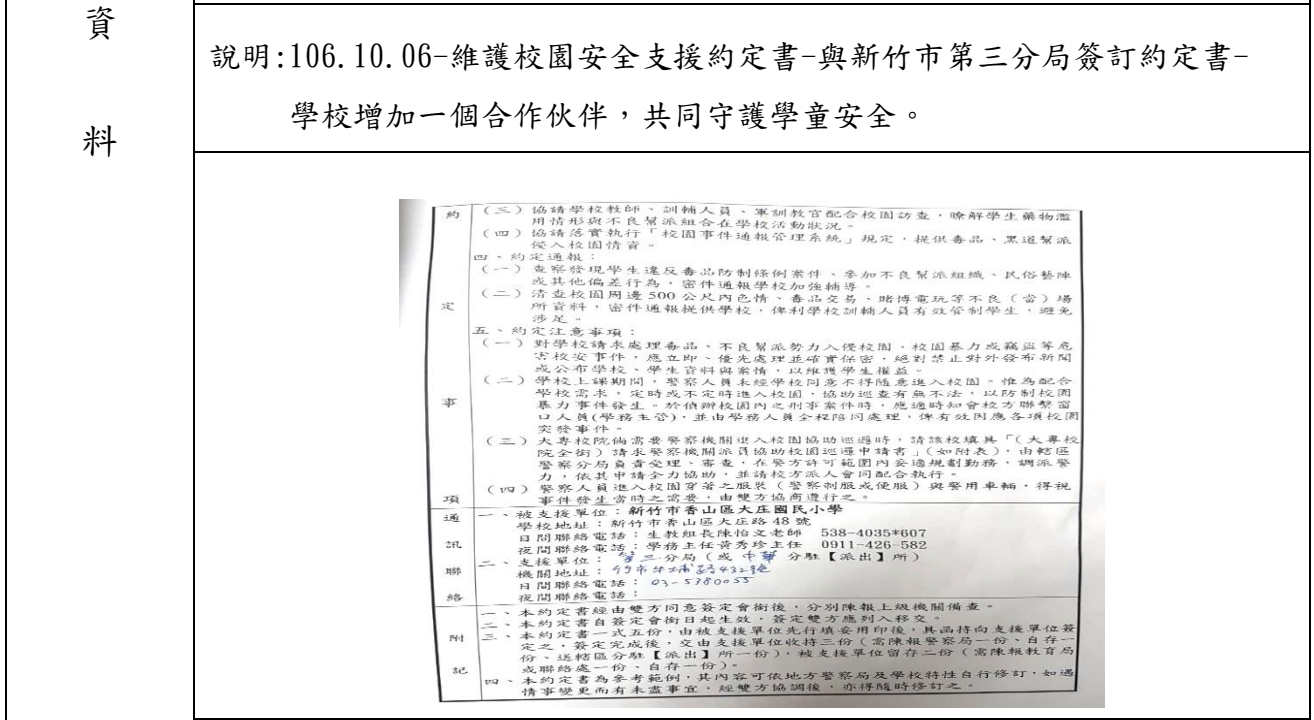 資
料
說明:106.10.06-維護校園安全支援約定書-與新竹市第三分局簽訂約定書-
學校增加一個合作伙伴，共同守護學童安全。
約
定
事
項
(三) 協請學校教師、訓輔人員、軍訓教官配合校園訪查，瞭解學生藥物濫
用情形與不良幫派組合在學校活動狀況。
(四) 協請落實執行「校園事件通報管理系統」規定，提供毒品、黑道幫派
侵入校園情資。
四、約定通報：
(一) 查察發現學生違反毒品防制條例案件、參加不良幫派組織、民俗藝陣
或其他偏差行為，密件通報學校加強輔導。
(二) 清查校園周邊 500 公尺內色情、毒品交易、賭博電玩等不良（當）場
所資料，密件通報提供學校，俾利學校訓輔人員有效管制學生，避免
涉足。
五、約定注意事項：
(一) 對學校請求處理毒品、不良幫派勢力入侵校園、校園暴力或竊盜等危
害校安事件，應立即、優先處理並確實保密，絕對禁止對外發布新聞
或公布學校、學生資料與案情，以維護學生權益。
(二) 學校上課期間，警察人員未經學校同意不得隨意進入校園。惟為配合
學校需求，定時或不定時進入校園，協助巡查有無不法，以防制校園
暴力事件發生。於偵辦校園內之刑事案件時，應適時知會校方聯繫窗
口人員(學務主管)，並由學務人員全程陪同處理，俾有效因應各項校園
突發事件。
(三) 大專校院倘需要警察機關進入校園協助巡邏時，請該校填具「（大專校
院全銜）請求警察機關派員協助校園巡邏申請書」（如附表），由轄區
警察分局負責受理、審查，在警方許可範圍內妥適規劃勤務，調派警
力，依其申請全力協助，並請校方派人會同配合執行。
(四) 警察人員進入校園穿著之服裝（警察制服或便服）與警用車輛，得視
事件發生當時之需要，由雙方協商遵行之。
通
訊
聯
絡
一、被支援單位：新竹市香山區大庄國民小學
學校地址：新竹市香山區大庄路 48 號
日間聯絡電話：生教組長陳怡文老師 538-4035*607
夜間聯絡電話：學務主任黃秀珍主任 0911-426-582
二、支援單位：第三分局（或 中華 分駐【派出】所）
機關地址：竹市牛埔路432號
日間聯絡電話：03-5380055
夜間聯絡電話：
附
記
一、本約定書經由雙方同意簽定會銜後，分別陳報上級機關備查。
二、本約定書自簽定會銜日起生效，簽定雙方應列入移交。
三、本約定書一式五份，由被支援單位先行填妥用印後，具函持向支援單位簽
定之，簽定完成後，交由支援單位收持三份（需陳報警察局一份、自存一
份、送轄區分駐【派出】所一份），被支援單位留存二份（需陳報教育局
或聯絡處一份、自存一份）。
四、本約定書為參考範例，其內容可依地方警察局及學校特性自行修訂，如遇
情事變更而有未盡事宜，經雙方協調後，亦得隨時修訂之。